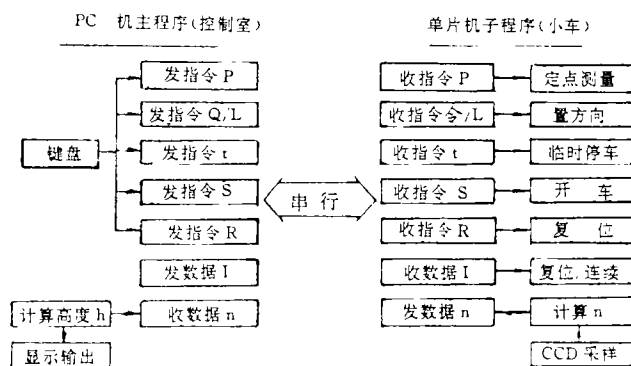 PC 机主程序(控制室)
单片机子程序(小车)
键盘
发指令 P
发指令 Q/L
发指令 t
发指令 S
发指令 R
发数据 I
收数据 n
计算高度 h
显示输出
串行
收指令 P
收指令令/L
收指令 t
收指令 S
收指令 R
收数据 I
发数据 n
定点测量
置方向
临时停车
开车
复位
复位.连续
计算 n
CCD 采样